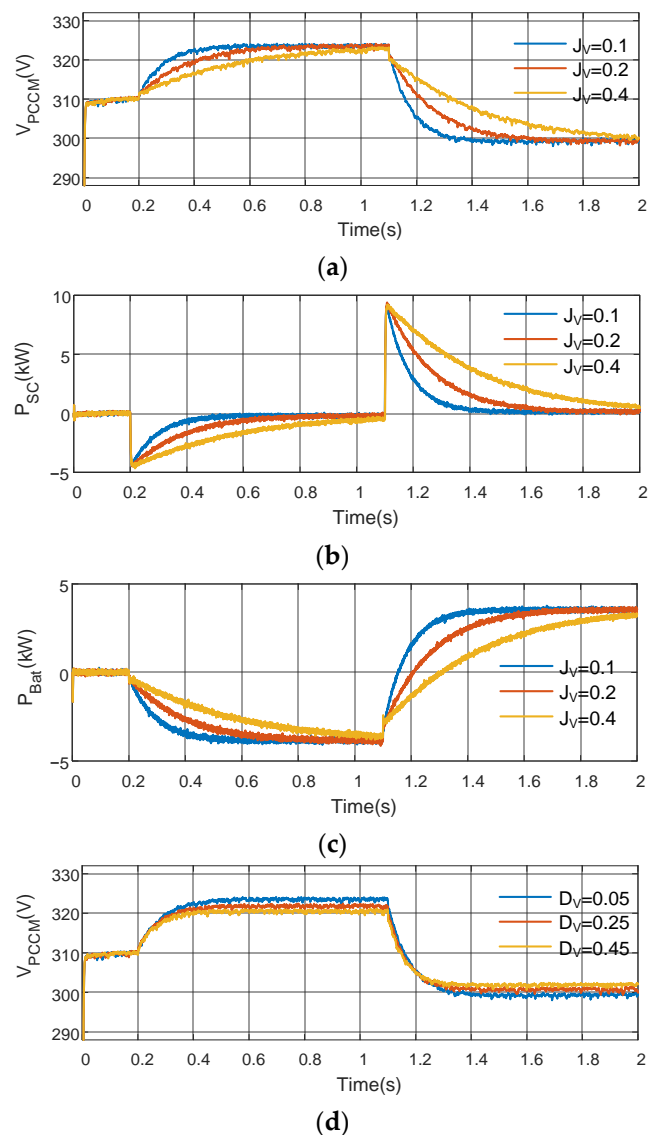 330
320
310
300
290
V_PCCM(V)
J_V=0.1
J_V=0.2
J_V=0.4
0 0.2 0.4 0.6 0.8 1 1.2 1.4 1.6 1.8 2
Time(s)
(a)
10
5
0
−5
P_SC(kW)
J_V=0.1
J_V=0.2
J_V=0.4
0 0.2 0.4 0.6 0.8 1 1.2 1.4 1.6 1.8 2
Time(s)
(b)
5
0
−5
P_Bat(kW)
J_V=0.1
J_V=0.2
J_V=0.4
0 0.2 0.4 0.6 0.8 1 1.2 1.4 1.6 1.8 2
Time(s)
(c)
330
320
310
300
290
V_PCCM(V)
D_V=0.05
D_V=0.25
D_V=0.45
0 0.2 0.4 0.6 0.8 1 1.2 1.4 1.6 1.8 2
Time(s)
(d)